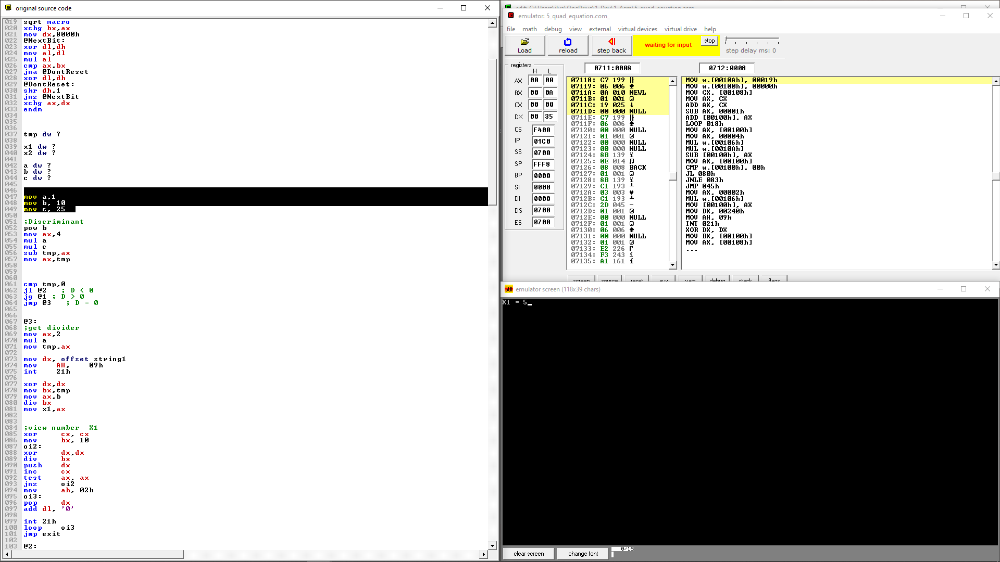 original source code
019 sqrt macro
020 xchg bx,ax
021 mov dx,8000h
022 @NextBit:
023 xor dl,dh
024 mov al,dl
025 mul al
026 cmp ax,bx
027 jna @DontReset
028 xor dl,dh
029 @DontReset:
030 shr dh,1
031 jnz @NextBit
032 xchg ax,dx
033 endm
034
035
036
037 tmp dw ?
038
039 x1 dw ?
040 x2 dw ?
041
042 a dw ?
043 b dw ?
044 c dw ?
045
046
047 mov a,1
048 mov b, 10
049 mov c, 25
050
051 ;Discriminant
052 pow b
053 mov ax,4
054 mul a
055 mul c
056 sub tmp,ax
057 mov ax,tmp
058
059
060
061 cmp tmp,0
062 jl @2 ; D < 0
063 jg @1 ; D > 0
064 jmp @3 ; D = 0
065
066
067 @3:
068 ;get divider
069 mov ax,2
070 mul a
071 mov tmp,ax
072
073 mov dx, offset string1
074 mov AH, 09h
075 int 21h
076
077 xor dx,dx
078 mov bx,tmp
079 mov ax,b
080 div bx
081 mov x1,ax
082
083
084 ;view number X1
085 xor cx, cx
086 mov bx, 10
087 oi2:
088 xor dx,dx
089 div bx
090 push dx
091 inc cx
092 test ax, ax
093 jnz oi2
094 mov ah, 02h
095 oi3:
096 pop dx
097 add dl, '0'
098
099 int 21h
100 loop oi3
101 jmp exit
102
103 @2:
emulator: 5_quad_equation.com_
file math debug view external virtual devices virtual drive help
Load reload step back waiting for input stop step delay ms: 0
registers 0711:0008 0712:0008
H L
AX 00 00
BX 00 0A
CX 00 00
DX 00 35
CS F400
IP 01C0
SS 0700
SP FFF8
BP 0000
SI 0000
DI 0000
DS 0700
ES 0700
07118: C7 199 ╟
07119: 06 006 ♠
0711A: 0A 010 NEWL
0711B: 01 001 ☺
0711C: 19 025 ↓
0711D: 00 000 NULL
0711E: C7 199 ╟
0711F: 06 006 ♠
07120: 00 000 NULL
07121: 01 001 ☺
07122: 00 000 NULL
07123: 00 000 NULL
07124: 8B 139 ï
07125: 0E 014 ♫
07126: 08 008 BACK
07127: 01 001 ☺
07128: 8B 139 ï
07129: C1 193 ┴
0712A: 03 003 ♥
0712B: C1 193 ┴
0712C: 2D 045 -
0712D: 01 001 ☺
0712E: 00 000 NULL
0712F: 01 001 ☺
07130: 06 006 ♠
07131: 00 000 NULL
07132: 01 001 ☺
07133: E2 226 Γ
07134: F3 243 ≤
07135: A1 161 í
MOV w.[0010Ah], 00019h
MOV w.[00100h], 00000h
MOV CX, [00108h]
MOV AX, CX
ADD AX, CX
SUB AX, 00001h
ADD [00100h], AX
LOOP 018h
MOV AX, [00100h]
MOV AX, 00004h
MUL w.[00106h]
MUL w.[0010Ah]
SUB [00100h], AX
MOV AX, [00100h]
CMP w.[00100h], 00h
JL 080h
JNLE 083h
JMP 045h
MOV AX, 00002h
MUL w.[00106h]
MOV [00100h], AX
MOV DX, 00240h
MOV AH, 09h
INT 021h
XOR DX, DX
MOV BX, [00100h]
MOV AX, [00108h]
...
screen source reset aux vars debug stack flags
emulator screen (118x39 chars)
X1 = 5
clear screen change font 0/16